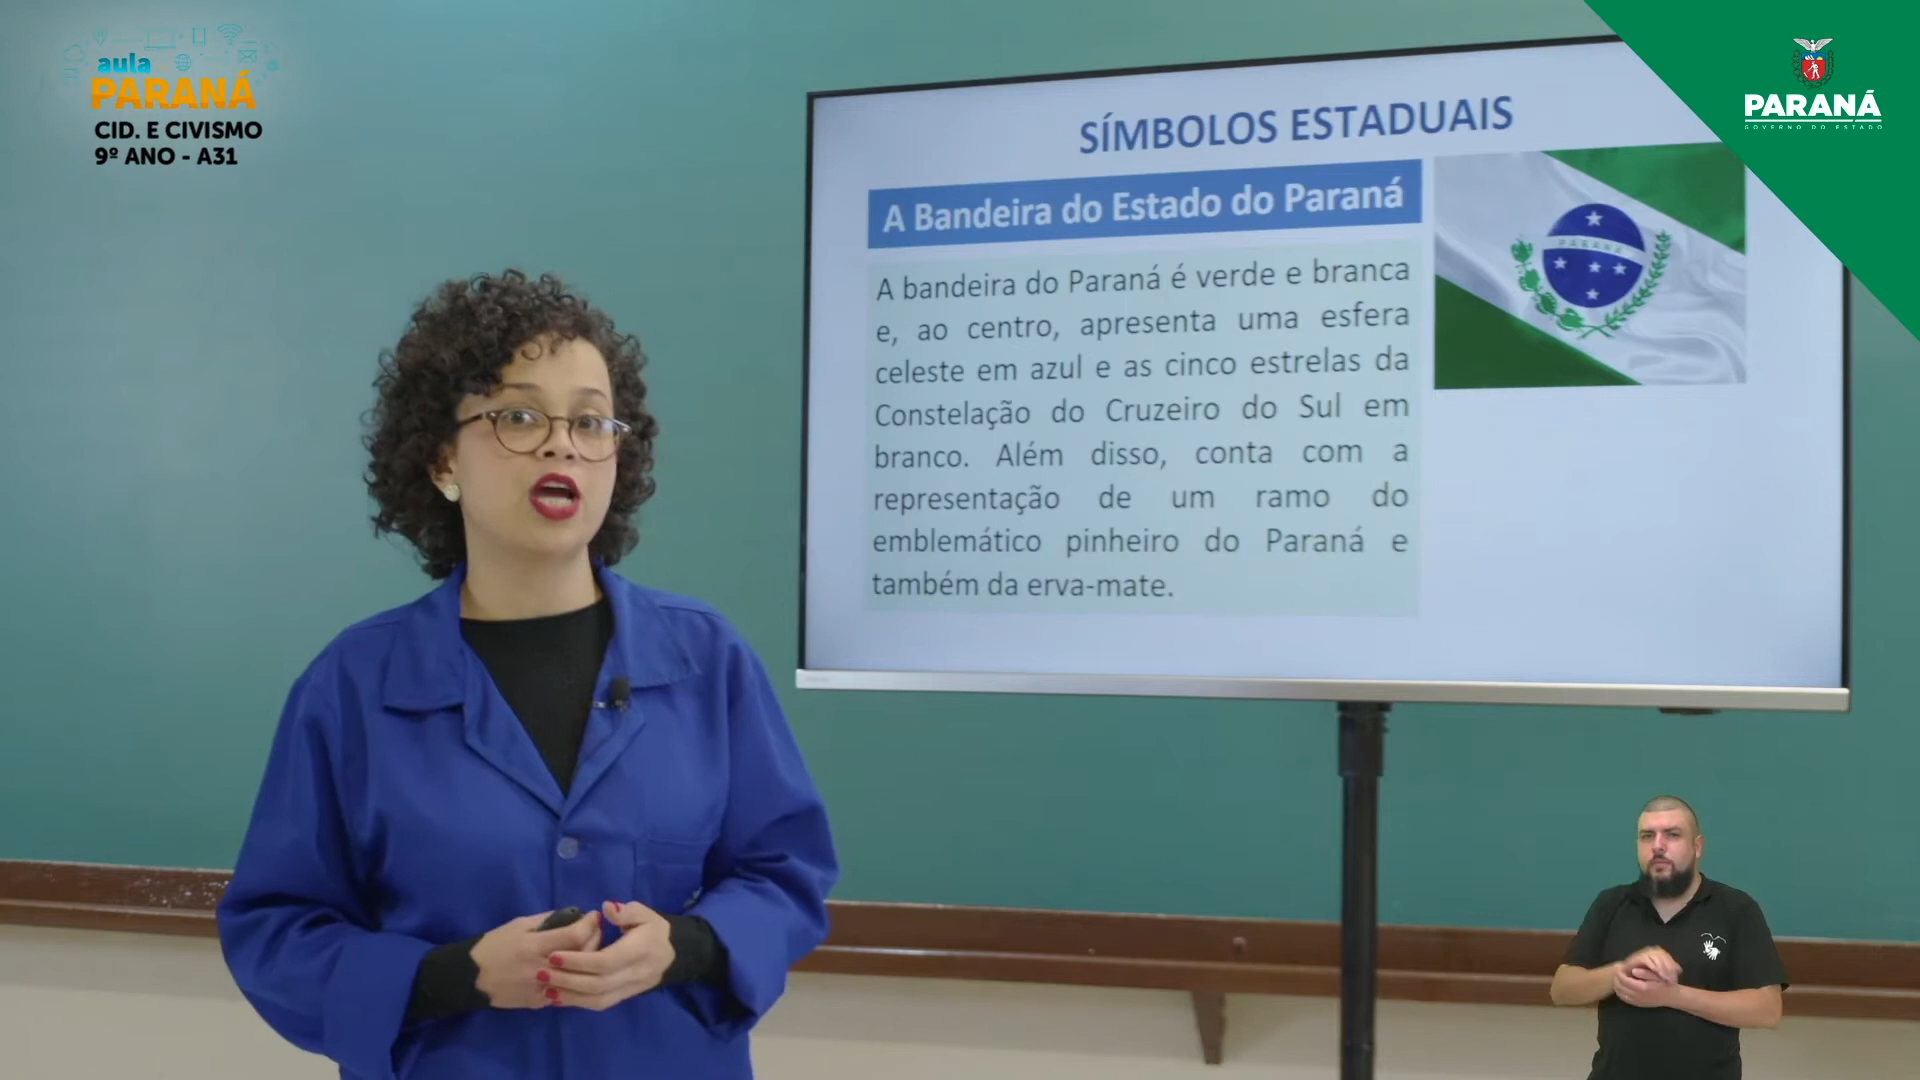 aula
PARANÁ
CID. E CIVISMO
9º ANO - A31
PARANÁ
GOVERNO DO ESTADO
SÍMBOLOS ESTADUAIS
A Bandeira do Estado do Paraná
A bandeira do Paraná é verde e branca
e, ao centro, apresenta uma esfera
celeste em azul e as cinco estrelas da
Constelação do Cruzeiro do Sul em
branco. Além disso, conta com a
representação de um ramo do
emblemático pinheiro do Paraná e
também da erva-mate.
PARANÁ